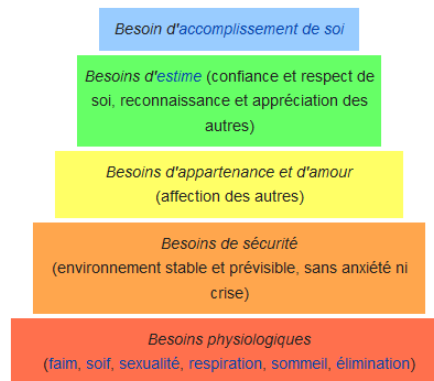 Besoin d'accomplissement de soi
Besoins d'estime (confiance et respect de
soi, reconnaissance et appréciation des
autres)
Besoins d'appartenance et d'amour
(affection des autres)
Besoins de sécurité
(environnement stable et prévisible, sans anxiété ni
crise)
Besoins physiologiques
(faim, soif, sexualité, respiration, sommeil, élimination)